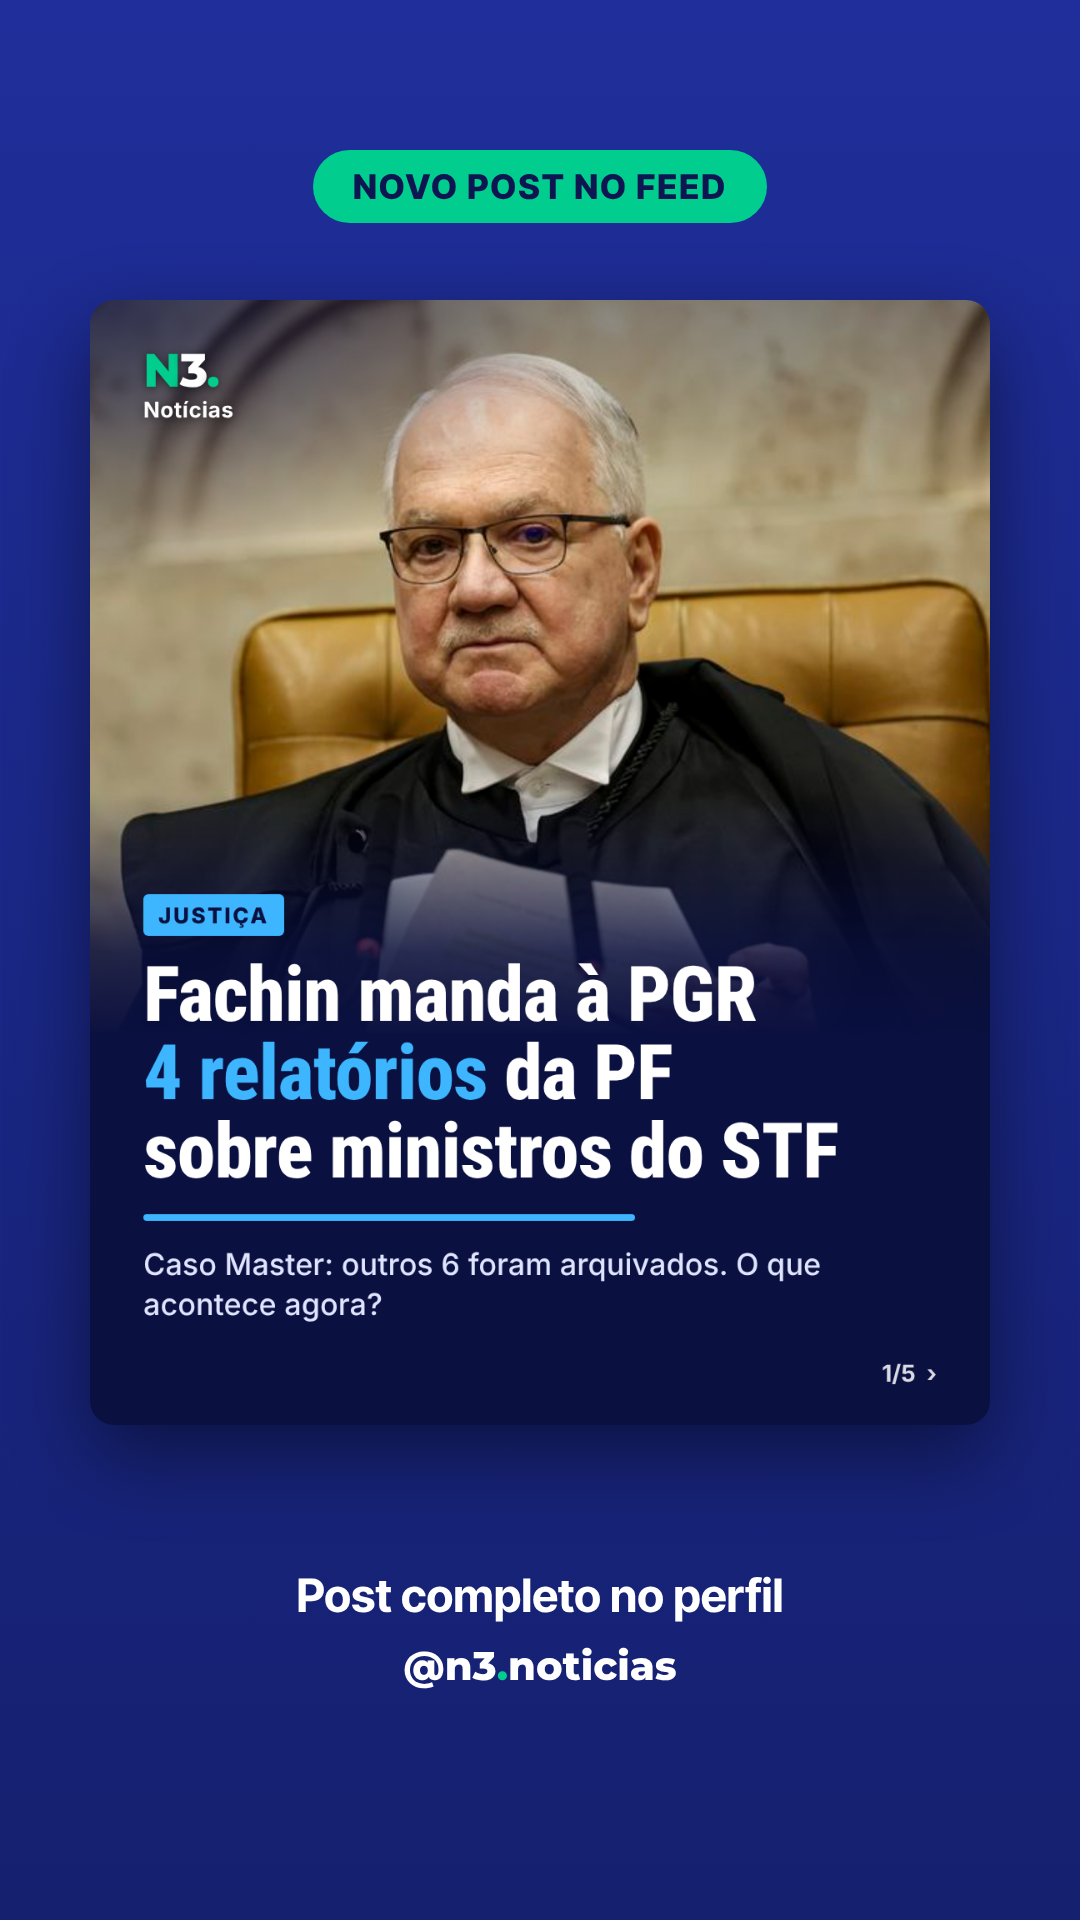 NOVO POST NO FEED
N3.
Notícias
JUSTIÇA
Fachin manda à PGR
4 relatórios da PF
sobre ministros do STF
Caso Master: outros 6 foram arquivados. O que
acontece agora?
1/5 ›
Post completo no perfil
@n3.noticias